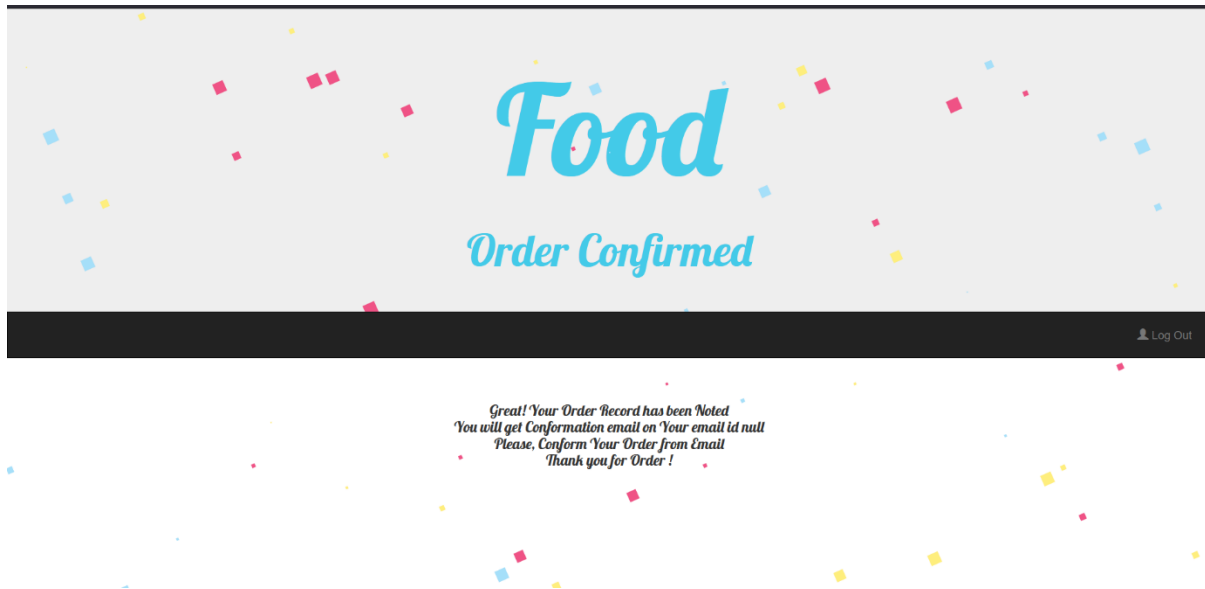 Food
Order Confirmed
Log Out
Great! Your Order Record has been Noted
You will get Conformation email on Your email id null
Please, Conform Your Order from Email
Thank you for Order !